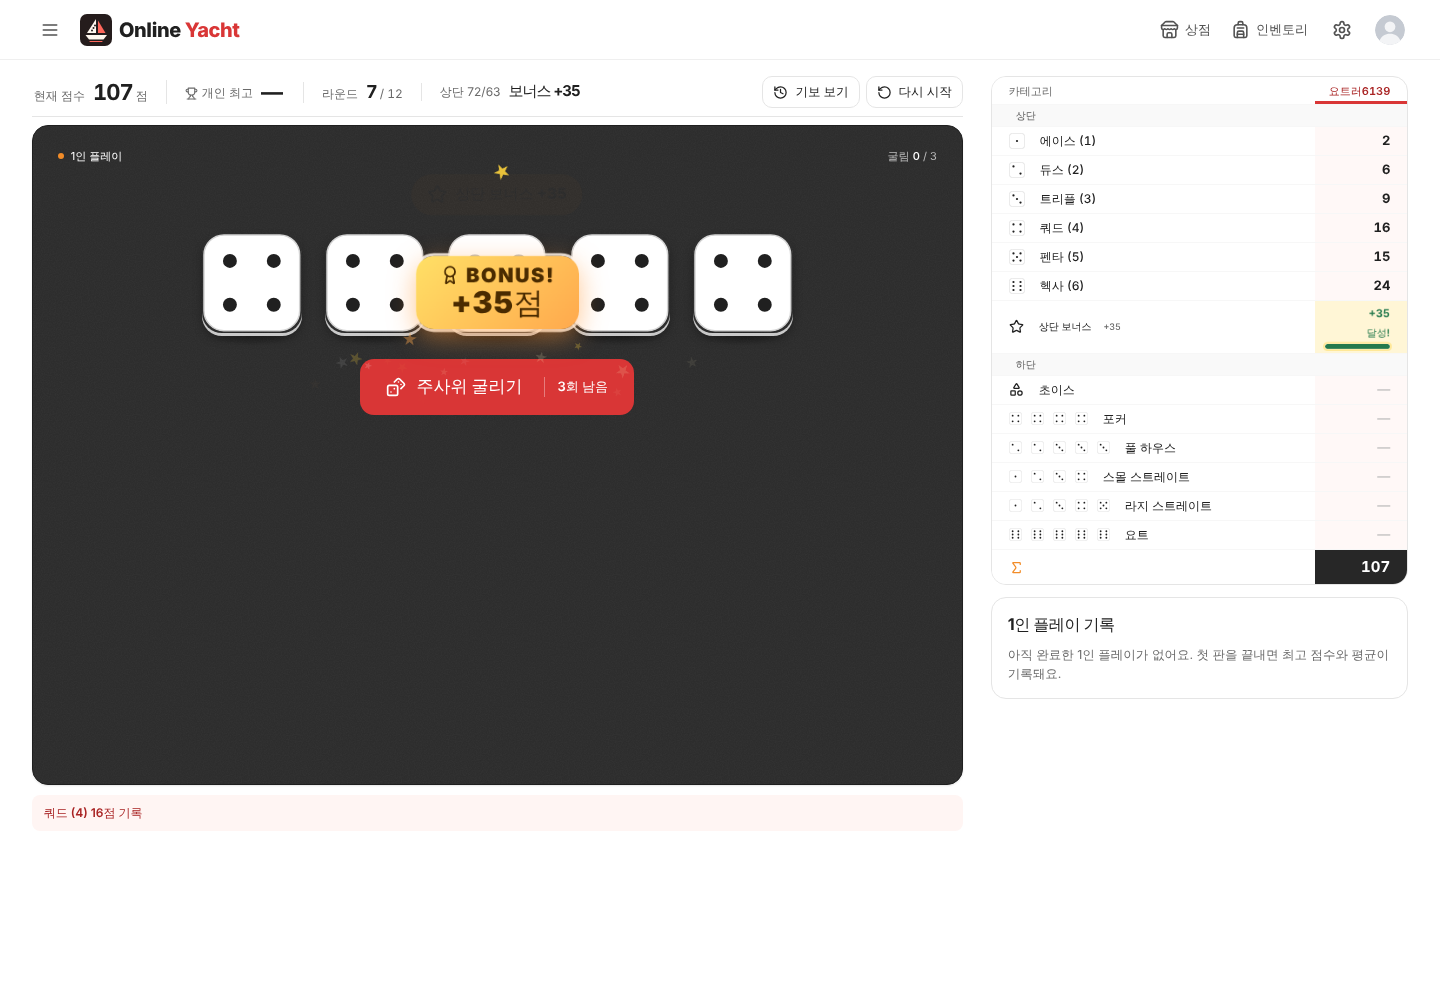 Online Yacht
상점
인벤토리
현재 점수 107 점
개인 최고 —
라운드 7 / 12
상단 72/63 보너스 +35
기보 보기
다시 시작
1인 플레이
굴림 0 / 3
상단 보너스 +35
BONUS!
+35점
주사위 굴리기
3회 남음
쿼드 (4) 16점 기록
카테고리 요트러6139
상단
에이스 (1) 2
듀스 (2) 6
트리플 (3) 9
쿼드 (4) 16
펜타 (5) 15
헥사 (6) 24
상단 보너스 +35 +35
달성!
하단
초이스 —
포커 —
풀 하우스 —
스몰 스트레이트 —
라지 스트레이트 —
요트 —
Σ 107
1인 플레이 기록
아직 완료한 1인 플레이가 없어요. 첫 판을 끝내면 최고 점수와 평균이
기록돼요.